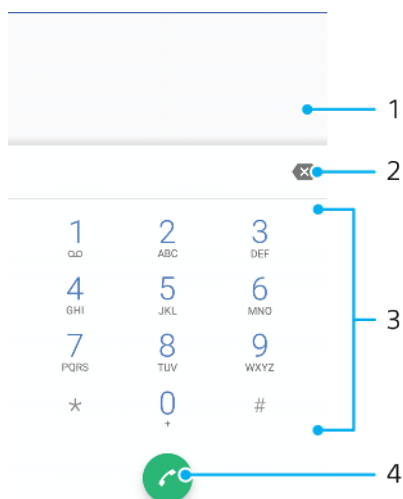 1
2
1 2 3
ABC DEF
4 5 6
GHI JKL MNO
3
7 8 9
PQRS TUV WXYZ
* 0 #
+
4